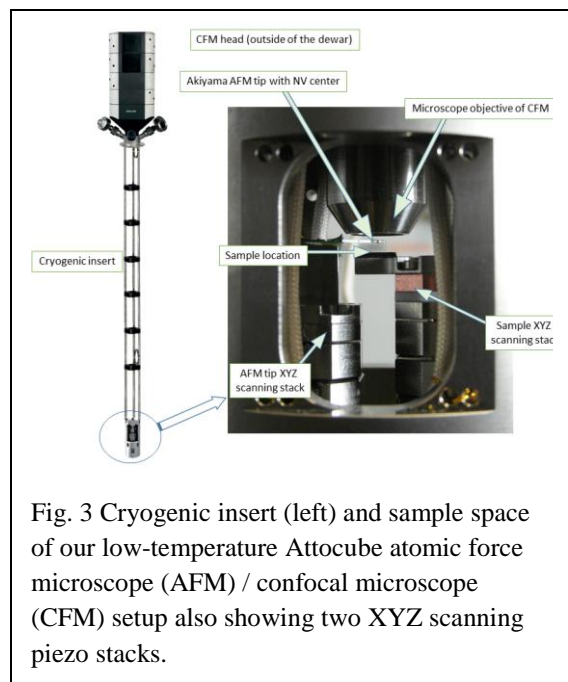 CFM head (outside of the dewar)
Akiyama AFM tip with NV center
Microscope objective of CFM
Sample location
Cryogenic insert
Sample XYZ
scanning stack
AFM tip XYZ
scanning stack
Fig. 3 Cryogenic insert (left) and sample space
of our low-temperature Attocube atomic force
microscope (AFM) / confocal microscope
(CFM) setup also showing two XYZ scanning
piezo stacks.